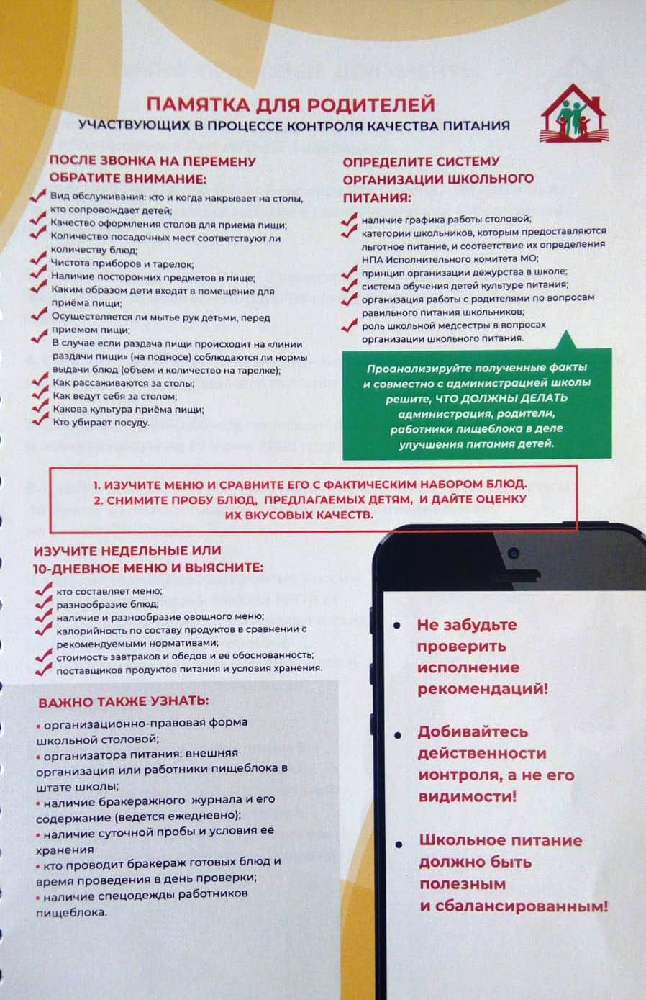 ПАМЯТКА ДЛЯ РОДИТЕЛЕЙ
УЧАСТВУЮЩИХ В ПРОЦЕССЕ КОНТРОЛЯ КАЧЕСТВА ПИТАНИЯ
ПОСЛЕ ЗВОНКА НА ПЕРЕМЕНУ
ОБРАТИТЕ ВНИМАНИЕ:
Вид обслуживания: кто и когда накрывает на столы,
кто сопровождает детей;
Качество оформления столов для приема пищи;
Количество посадочных мест соответствуют ли
количеству блюд;
Чистота приборов и тарелок;
Наличие посторонних предметов в пище;
Каким образом дети входят в помещение для
приёма пищи;
Осуществляется ли мытье рук детьми, перед
приемом пищи;
В случае если раздача пищи происходит на «линии
раздачи пищи» (на подносе) соблюдаются ли нормы
выдачи блюд (объем и количество на тарелке);
Как рассаживаются за столы;
Как ведут себя за столом;
Какова культура приёма пищи;
Кто убирает посуду.
ОПРЕДЕЛИТЕ СИСТЕМУ
ОРГАНИЗАЦИИ ШКОЛЬНОГО
ПИТАНИЯ:
наличие графика работы столовой;
категории школьников, которым предоставляются
льготное питание, и соответствие их определения
НПА Исполнительного комитета МО;
принцип организации дежурства в школе;
система обучения детей культуре питания;
организация работы с родителями по вопросам
равильного питания школьников;
роль школьной медсестры в вопросах
организации школьного питания.
Проанализируйте полученные факты
и совместно с администрацией школы
решите, ЧТО ДОЛЖНЫ ДЕЛАТЬ
администрация, родители,
работники пищеблока в деле
улучшения питания детей.
1. ИЗУЧИТЕ МЕНЮ И СРАВНИТЕ ЕГО С ФАКТИЧЕСКИМ НАБОРОМ БЛЮД.
2. СНИМИТЕ ПРОБУ БЛЮД, ПРЕДЛАГАЕМЫХ ДЕТЯМ, И ДАЙТЕ ОЦЕНКУ
ИХ ВКУСОВЫХ КАЧЕСТВ.
ИЗУЧИТЕ НЕДЕЛЬНЫЕ ИЛИ
10-ДНЕВНОЕ МЕНЮ И ВЫЯСНИТЕ:
кто составляет меню;
разнообразие блюд;
наличие и разнообразие овощного меню;
калорийность по составу продуктов в сравнении с
рекомендуемыми нормативами;
стоимость завтраков и обедов и ее обоснованность;
поставщиков продуктов питания и условия хранения.
ВАЖНО ТАКЖЕ УЗНАТЬ:
• организационно-правовая форма
школьной столовой;
• организатора питания: внешняя
организация или работники пищеблока в
штате школы;
• наличие бракеражного журнала и его
содержание (ведется ежедневно);
• наличие суточной пробы и условия её
хранения
• кто проводит бракераж готовых блюд и
время проведения в день проверки;
• наличие спецодежды работников
пищеблока.
• Не забудьте
проверить
исполнение
рекомендаций!
• Добивайтесь
действенности
ионтроля, а не его
видимости!
• Школьное питание
должно быть
полезным
и сбалансированным!